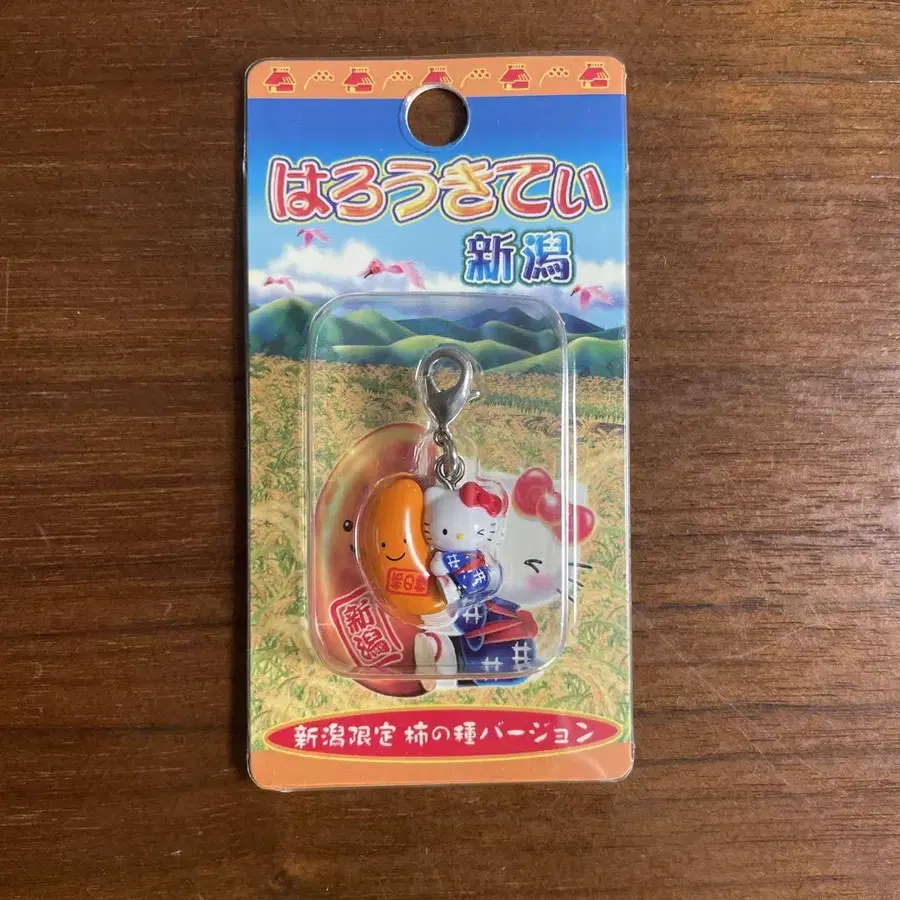 はろうきてぃ
新潟
新潟
新潟限定 柿の種バージョン